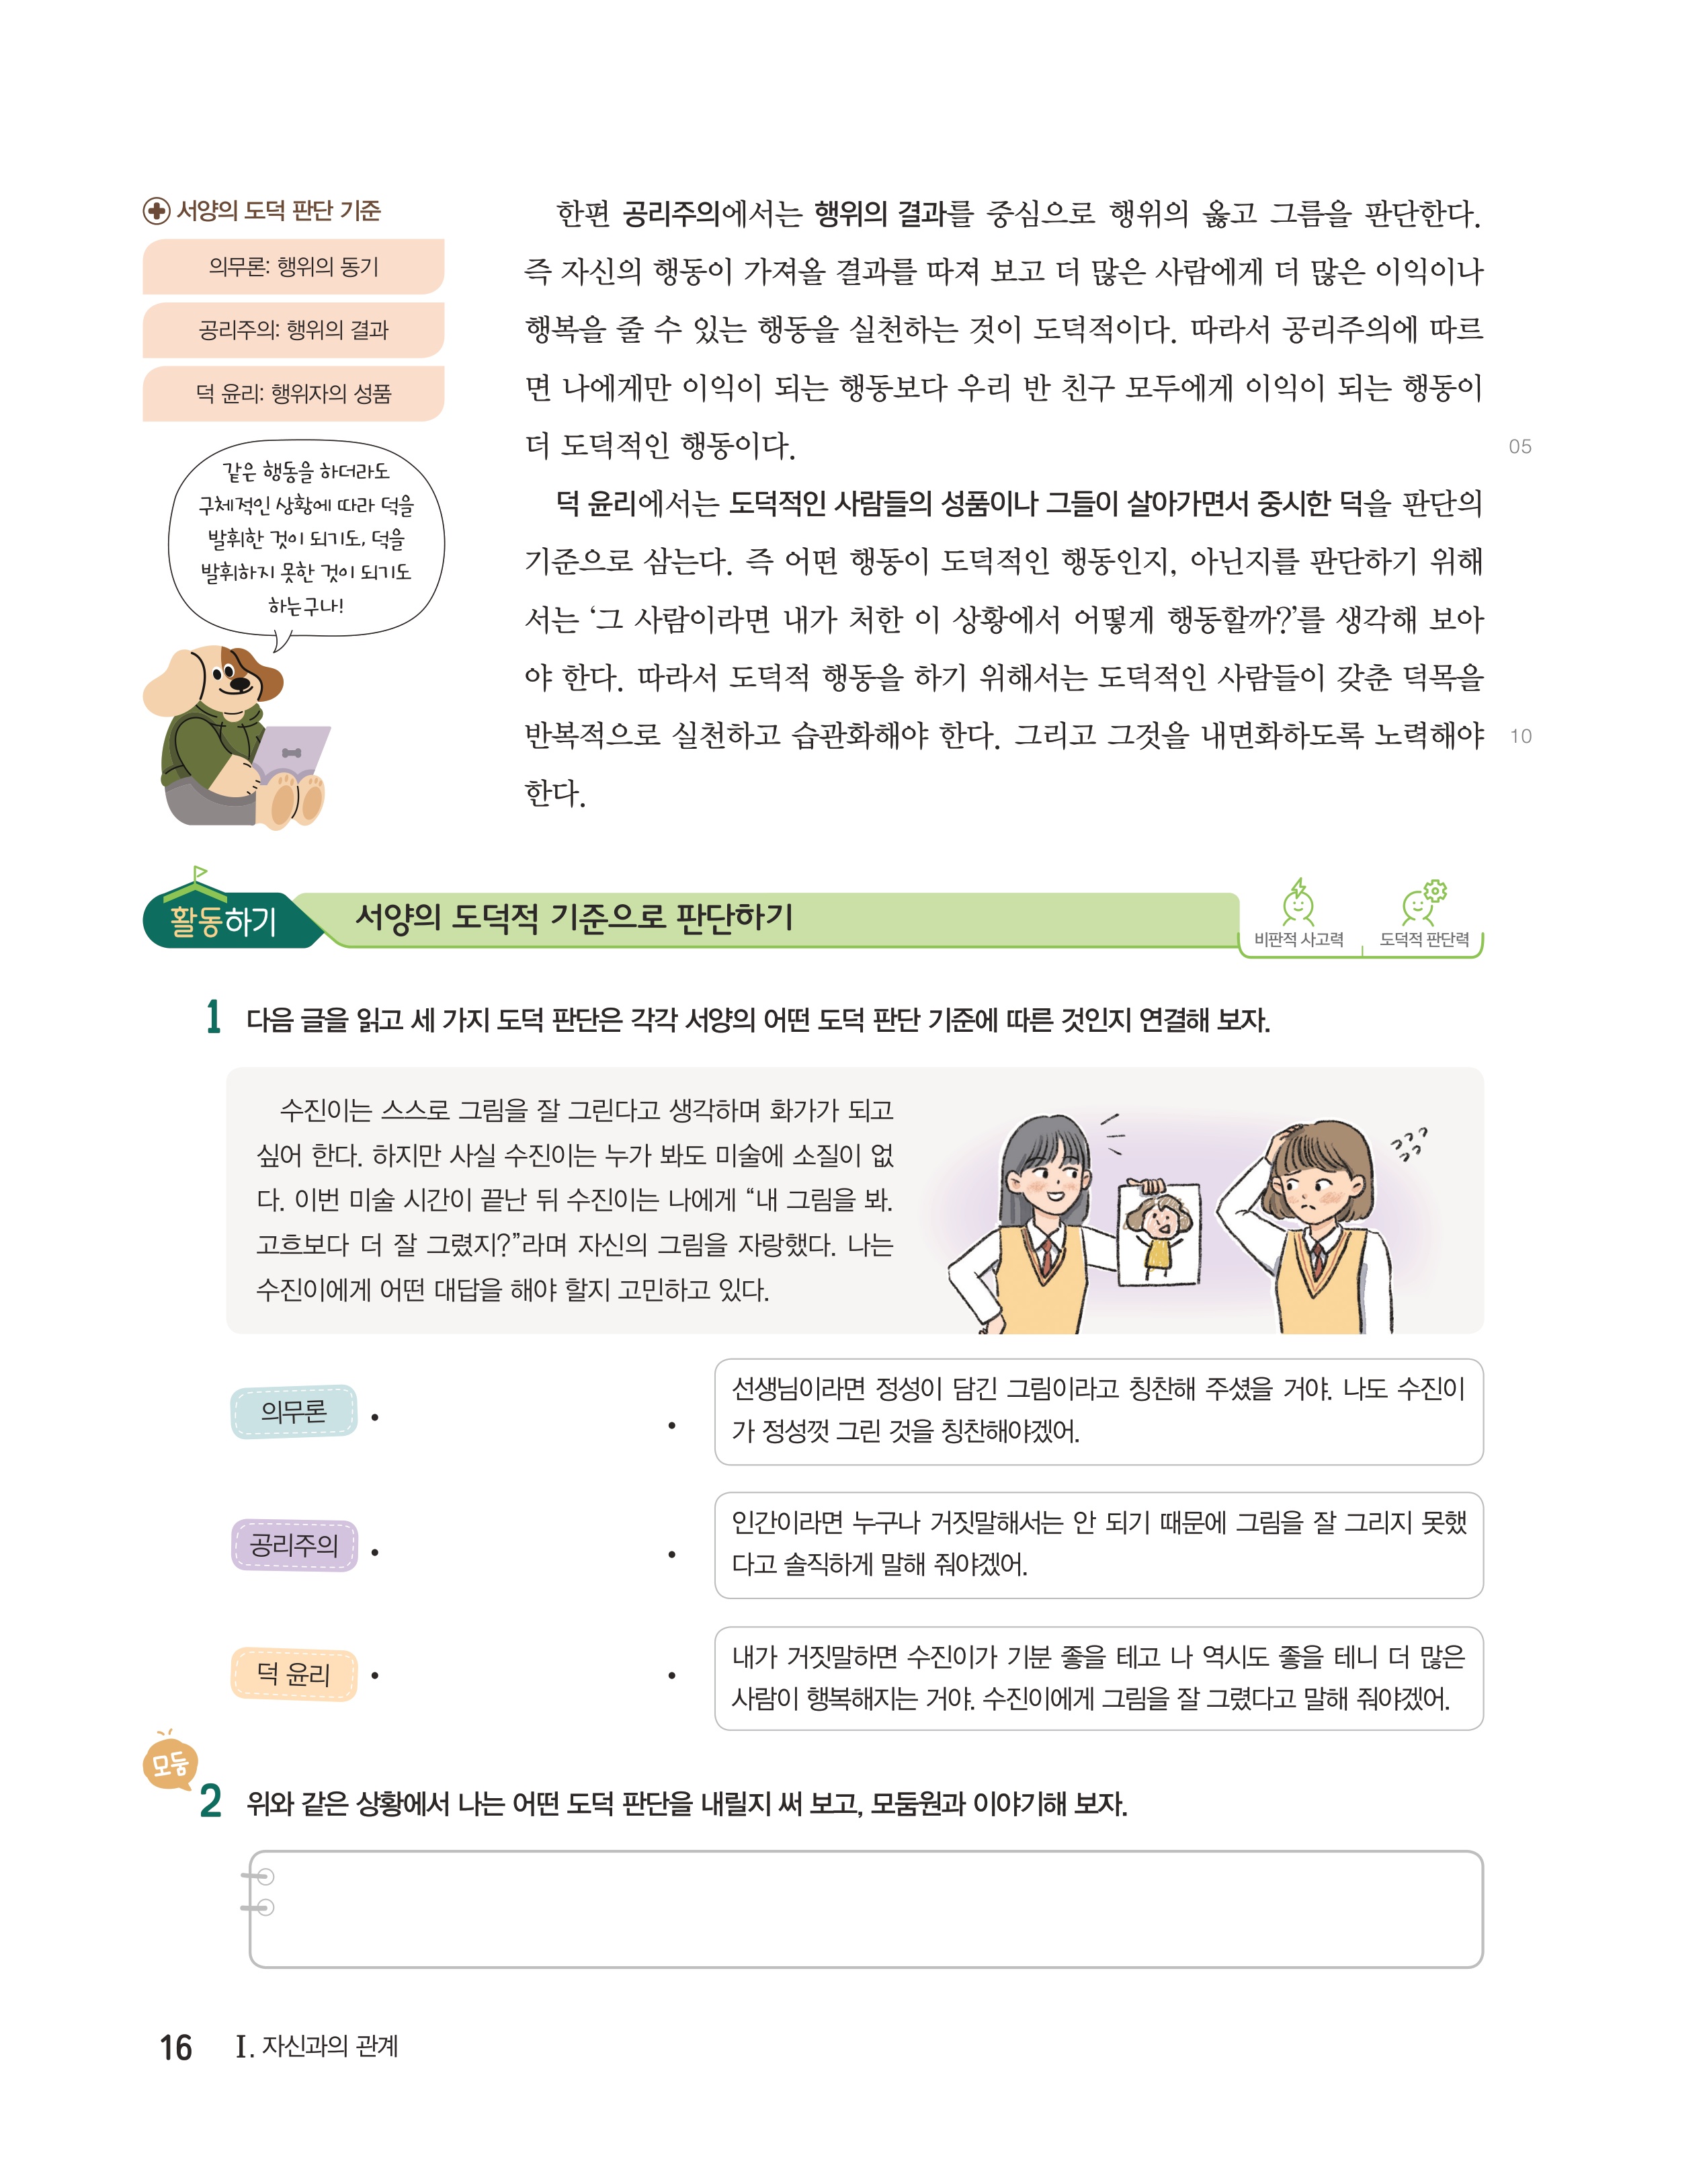 서양의 도덕 판단 기준
의무론: 행위의 동기
공리주의: 행위의 결과
덕 윤리: 행위자의 성품
같은 행동을 하더라도
구체적인 상황에 따라 덕을
발휘한 것이 되기도, 덕을
발휘하지 못한 것이 되기도
하는구나!
한편 공리주의에서는 행위의 결과를 중심으로 행위의 옳고 그름을 판단한다.
즉 자신의 행동이 가져올 결과를 따져 보고 더 많은 사람에게 더 많은 이익이나
행복을 줄 수 있는 행동을 실천하는 것이 도덕적이다. 따라서 공리주의에 따르
면 나에게만 이익이 되는 행동보다 우리 반 친구 모두에게 이익이 되는 행동이
더 도덕적인 행동이다.
05
덕 윤리에서는 도덕적인 사람들의 성품이나 그들이 살아가면서 중시한 덕을 판단의
기준으로 삼는다. 즉 어떤 행동이 도덕적인 행동인지, 아닌지를 판단하기 위해
서는 ‘그 사람이라면 내가 처한 이 상황에서 어떻게 행동할까?’를 생각해 보아
야 한다. 따라서 도덕적 행동을 하기 위해서는 도덕적인 사람들이 갖춘 덕목을
반복적으로 실천하고 습관화해야 한다. 그리고 그것을 내면화하도록 노력해야
10
한다.
활동하기
서양의 도덕적 기준으로 판단하기
비판적 사고력
도덕적 판단력
1 다음 글을 읽고 세 가지 도덕 판단은 각각 서양의 어떤 도덕 판단 기준에 따른 것인지 연결해 보자.
수진이는 스스로 그림을 잘 그린다고 생각하며 화가가 되고
싶어 한다. 하지만 사실 수진이는 누가 봐도 미술에 소질이 없
다. 이번 미술 시간이 끝난 뒤 수진이는 나에게 “내 그림을 봐.
고흐보다 더 잘 그렸지?”라며 자신의 그림을 자랑했다. 나는
수진이에게 어떤 대답을 해야 할지 고민하고 있다.
의무론
선생님이라면 정성이 담긴 그림이라고 칭찬해 주셨을 거야. 나도 수진이
가 정성껏 그린 것을 칭찬해야겠어.
공리주의
인간이라면 누구나 거짓말해서는 안 되기 때문에 그림을 잘 그리지 못했
다고 솔직하게 말해 줘야겠어.
덕 윤리
내가 거짓말하면 수진이가 기분 좋을 테고 나 역시도 좋을 테니 더 많은
사람이 행복해지는 거야. 수진이에게 그림을 잘 그렸다고 말해 줘야겠어.
모둠
2 위와 같은 상황에서 나는 어떤 도덕 판단을 내릴지 써 보고, 모둠원과 이야기해 보자.
16 Ⅰ. 자신과의 관계